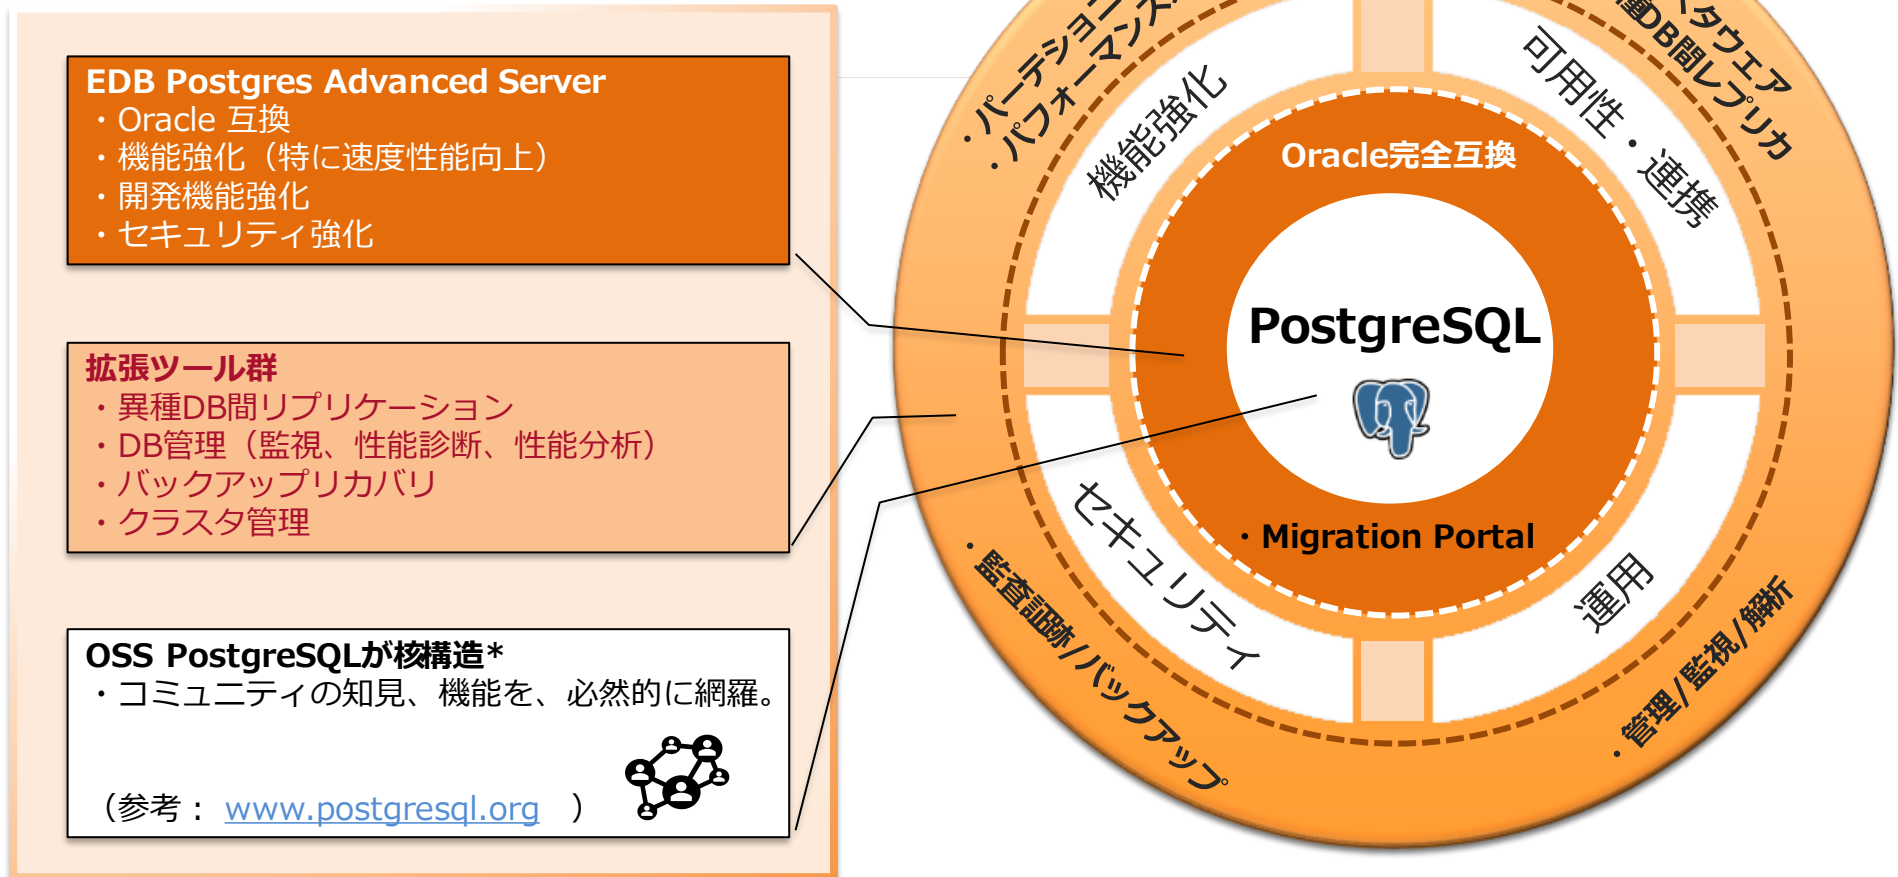 EDB Postgres Advanced Server
・Oracle 互換
・機能強化（特に速度性能向上）
・開発機能強化
・セキュリティ強化
拡張ツール群
・異種DB間リプリケーション
・DB管理（監視、性能診断、性能分析）
・バックアップリカバリ
・クラスタ管理
OSS PostgreSQLが核構造*
・コミュニティの知見、機能を、必然的に網羅。
（参考： www.postgresql.org ）
・パーテショニ
・パフォーマンス
機能強化
可用性・連携
スタウェア
種DB間レプリカ
Oracle完全互換
PostgreSQL
・Migration Portal
セキュリティ
運用
・監査証跡/バックアップ
・管理/監視/解析